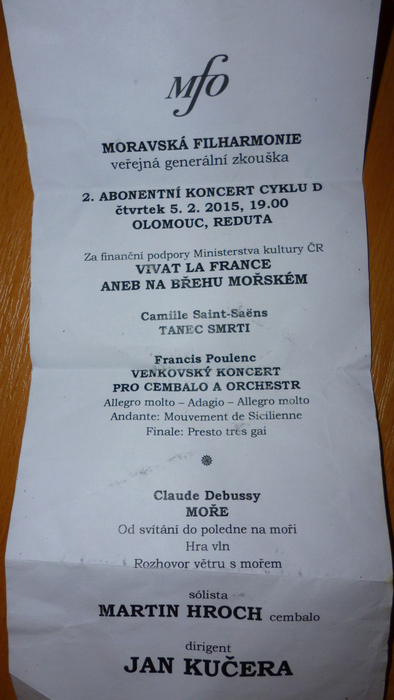 mfo
MORAVSKÁ FILHARMONIE
veřejná generální zkouška
2. ABONENTNÍ KONCERT CYKLU D
čtvrtek 5. 2. 2015, 19.00
OLOMOUC, REDUTA
Za finanční podpory Ministerstva kultury ČR
VIVAT LA FRANCE
ANEB NA BŘEHU MOŘSKÉM
Camille Saint-Saëns
TANEC SMRTI
Francis Poulenc
VENKOVSKÝ KONCERT
PRO CEMBALO A ORCHESTR
Allegro molto – Adagio – Allegro molto
Andante: Mouvement de Sicilienne
Finale: Presto tres gai
Claude Debussy
MOŘE
Od svítání do poledne na moři
Hra vln
Rozhovor větru s mořem
sólista
MARTIN HROCH cembalo
dirigent
JAN KUČERA